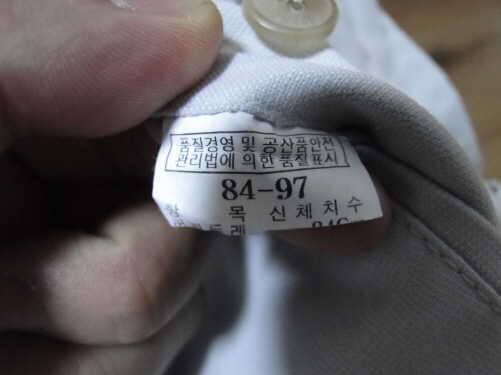 품질경영 및 공산품안전
관리법에 의한 품질표시
84-97
항 목 신체치수